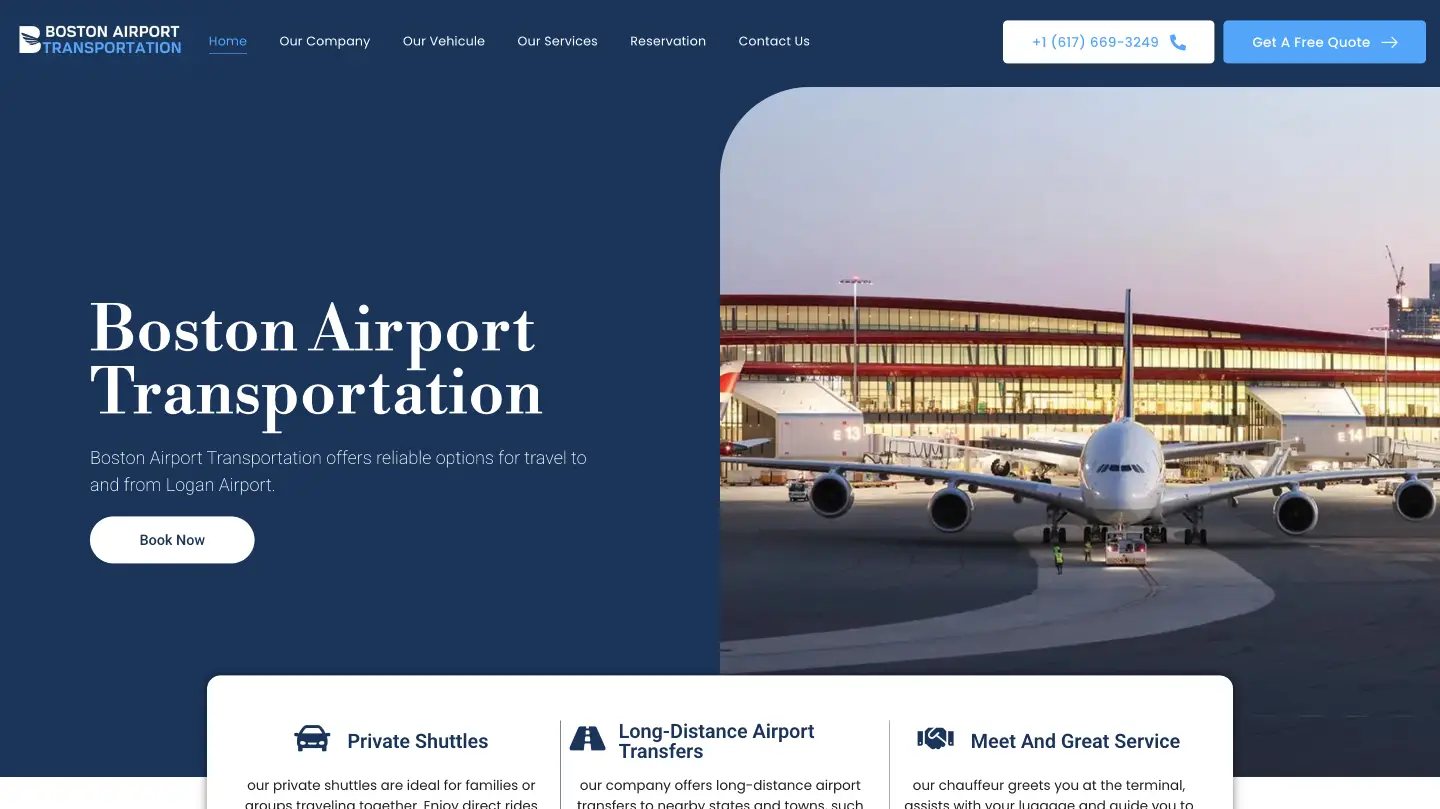 BOSTON AIRPORT
TRANSPORTATION
Home
Our Company
Our Vehicule
Our Services
Reservation
Contact Us
+1 (617) 669-3249
Get A Free Quote
Boston Airport
Transportation
Boston Airport Transportation offers reliable options for travel to
and from Logan Airport.
Book Now
E 13
E 14
Private Shuttles
our private shuttles are ideal for families or
groups traveling together. Enjoy direct rides
Long-Distance Airport
Transfers
our company offers long-distance airport
transfers to nearby states and towns, such
Meet And Great Service
our chauffeur greets you at the terminal,
assists with your luggage and guide you to